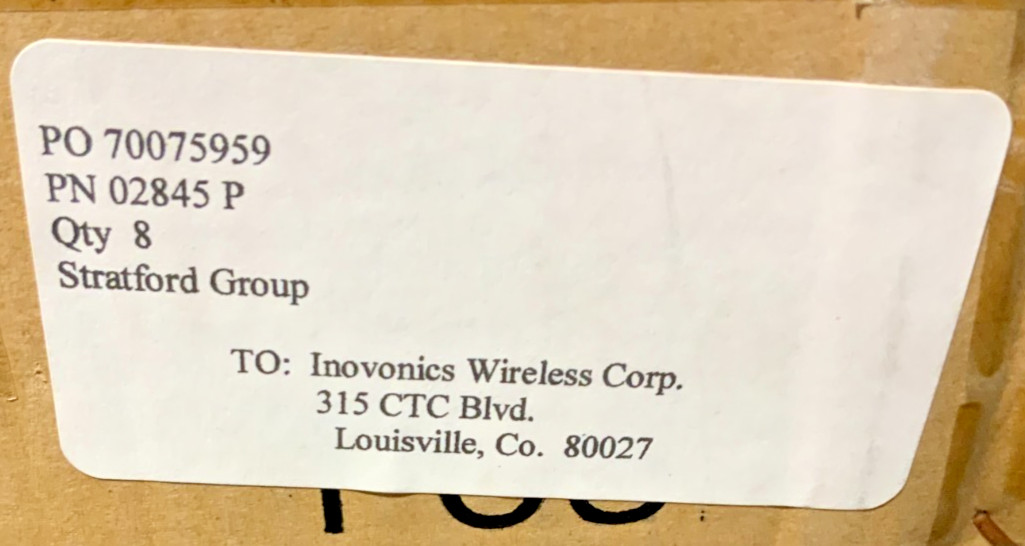 PO 70075959
PN 02845 P
Qty 8
Stratford Group
TO: Inovonics Wireless Corp.
315 CTC Blvd.
Louisville, Co. 80027